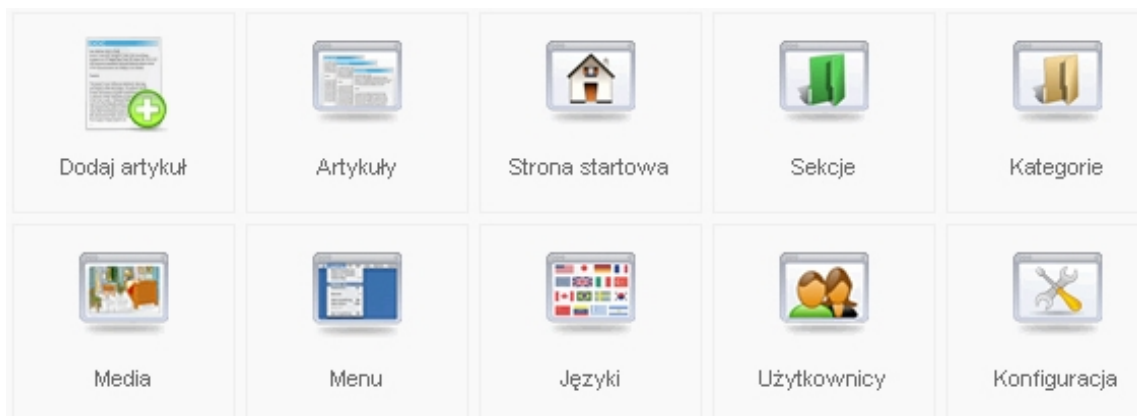 Dodaj artykuł
Artykuły
Strona startowa
Sekcje
Kategorie
Media
Menu
Języki
Użytkownicy
Konfiguracja